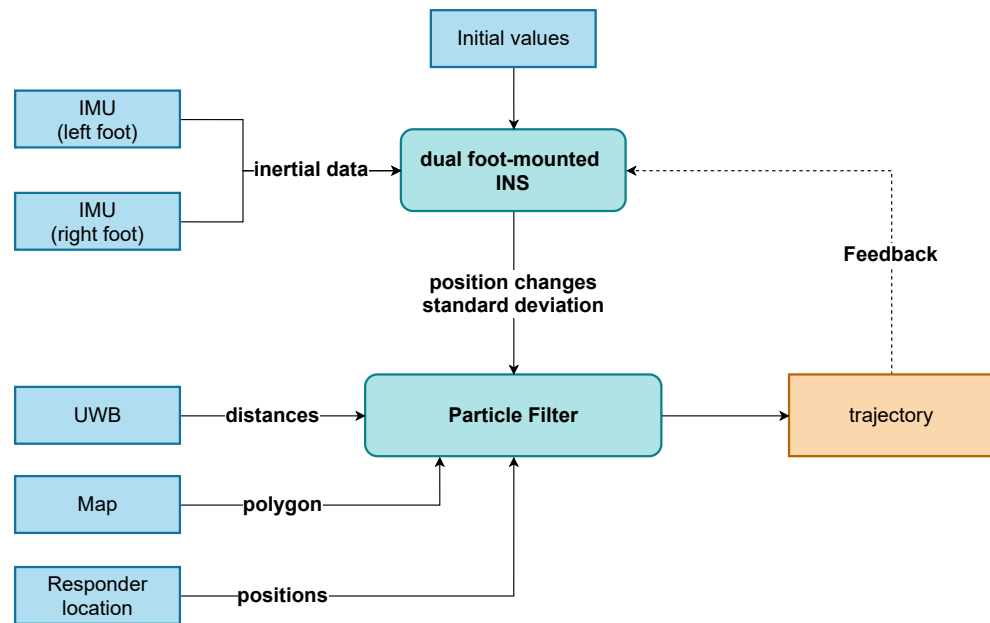 Initial values
IMU
(left foot)
inertial data
dual foot-mounted
INS
IMU
(right foot)
Feedback
position changes
standard deviation
UWB
distances
Particle Filter
trajectory
Map
polygon
Responder
location
positions